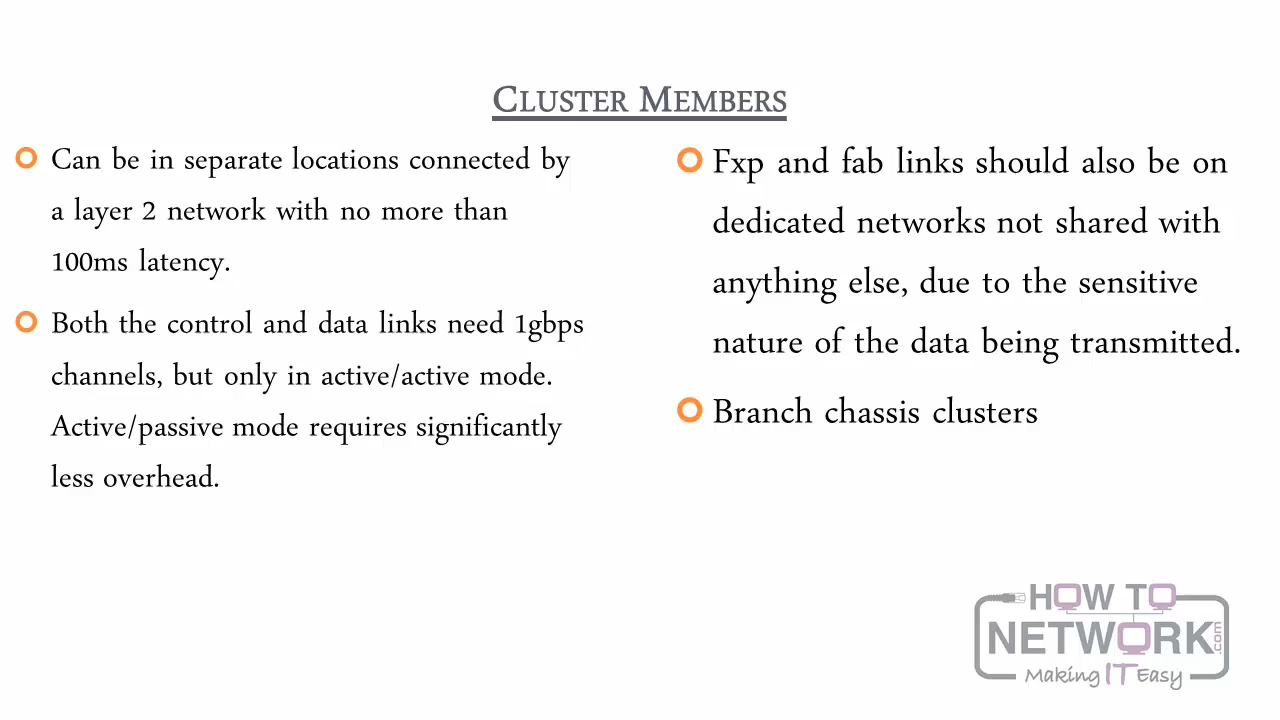 CLUSTER MEMBERS
Can be in separate locations connected by
a layer 2 network with no more than
100ms latency.
Both the control and data links need 1gbps
channels, but only in active/active mode.
Active/passive mode requires significantly
less overhead.
Fxp and fab links should also be on
dedicated networks not shared with
anything else, due to the sensitive
nature of the data being transmitted.
Branch chassis clusters
HOW TO
NETWORK.com
Making IT Easy